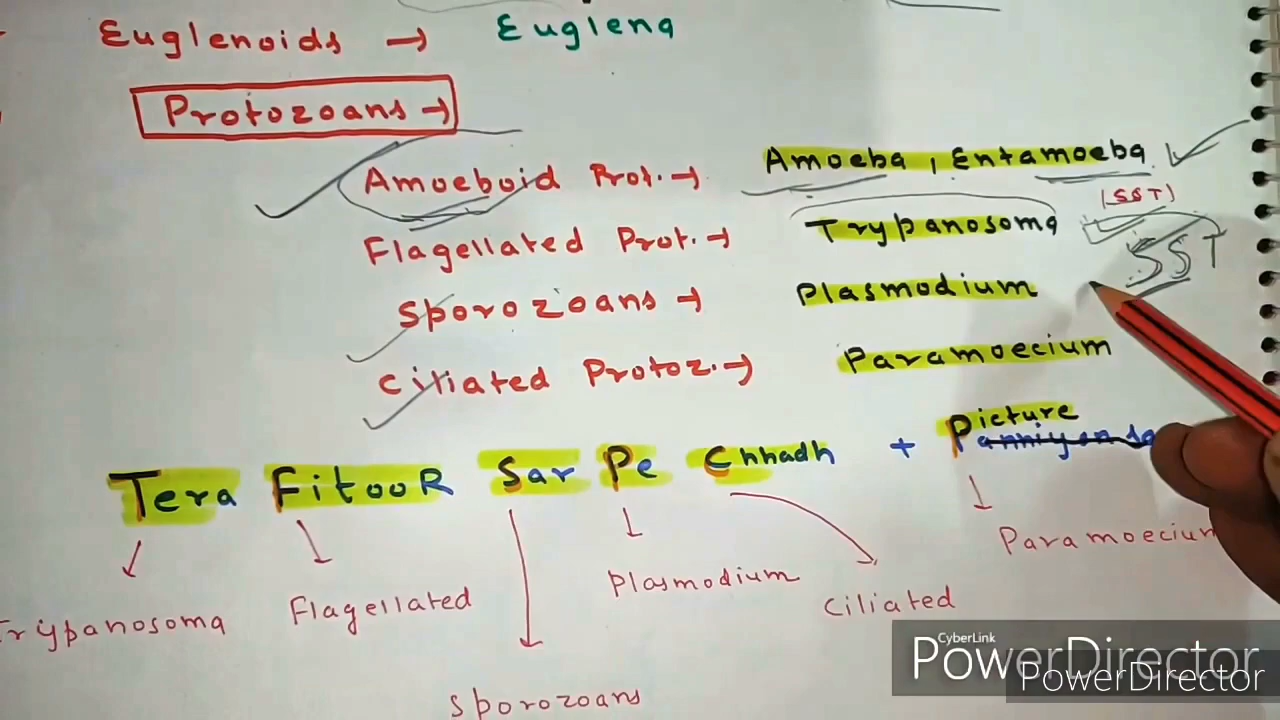 Euglenoids → Euglena
Protozoans →
Amoeboid Prot. → Amoeba, Entamoeba
(SST)
Flagellated Prot. → Trypanosoma
SST
Sporozoans → Plasmodium
Ciliated Protoz. → Paramoecium
Tera FitooR Sar Pe Chhadh + Picture
Trypanosoma
Flagellated
Sporozoans
Plasmodium
Ciliated
Paramoecium
CyberLink
PowerDirector
PowerDirector